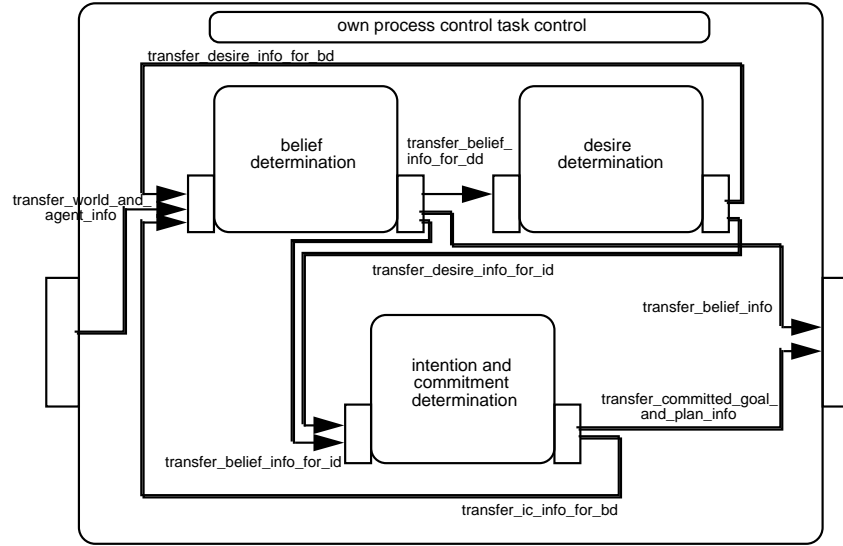 own process control task control
transfer_desire_info_for_bd
belief
determination
transfer_belief_
info_for_dd
desire
determination
transfer_world_and_
agent_info
transfer_desire_info_for_id
transfer_belief_info
intention and
commitment
determination
transfer_committed_goal_
and_plan_info
transfer_belief_info_for_id
transfer_ic_info_for_bd